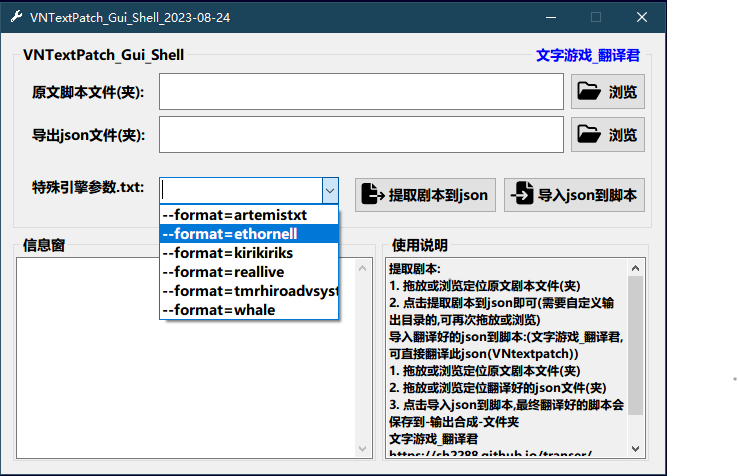 VNTextPatch_Gui_Shell_2023-08-24
VNTextPatch_Gui_Shell
文字游戏_翻译君
原文脚本文件(夹):
浏览
导出json文件(夹):
浏览
特殊引擎参数.txt:
提取剧本到json
导入json到脚本
--format=artemistxt
--format=ethornell
--format=kirikiriks
--format=reallive
--format=tmrhiroadvsyst
--format=whale
信息窗
使用说明
提取剧本:
1. 拖放或浏览定位原文剧本文件(夹)
2. 点击提取剧本到json即可(需要自定义输
出目录的,可再次拖放或浏览)
导入翻译好的json到脚本:(文字游戏_翻译君,
可直接翻译此json(VNtextpatch))
1. 拖放或浏览定位原文剧本文件(夹)
2. 拖放或浏览定位翻译好的json文件(夹)
3. 点击导入json到脚本,最终翻译好的脚本会
保存到-输出合成-文件夹
文字游戏_翻译君
https://sh2288.github.io/transer/